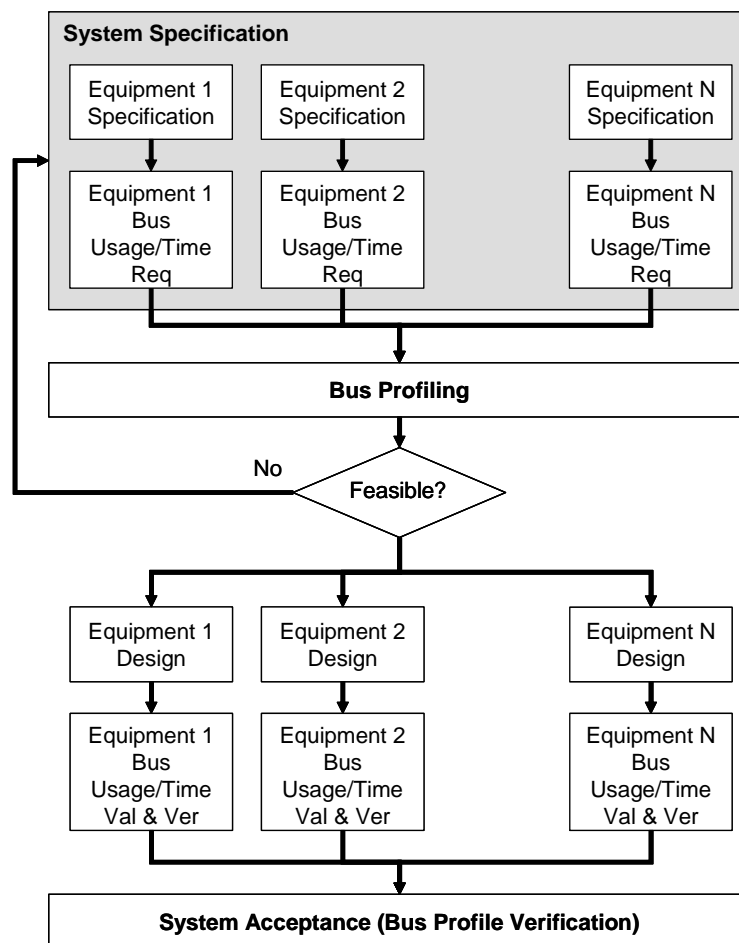 System Specification
Equipment 1
Specification
Equipment 2
Specification
Equipment N
Specification
Equipment 1
Bus
Usage/Time
Req
Equipment 2
Bus
Usage/Time
Req
Equipment N
Bus
Usage/Time
Req
Bus Profiling
No
Feasible?
Equipment 1
Design
Equipment 2
Design
Equipment N
Design
Equipment 1
Bus
Usage/Time
Val & Ver
Equipment 2
Bus
Usage/Time
Val & Ver
Equipment N
Bus
Usage/Time
Val & Ver
System Acceptance (Bus Profile Verification)